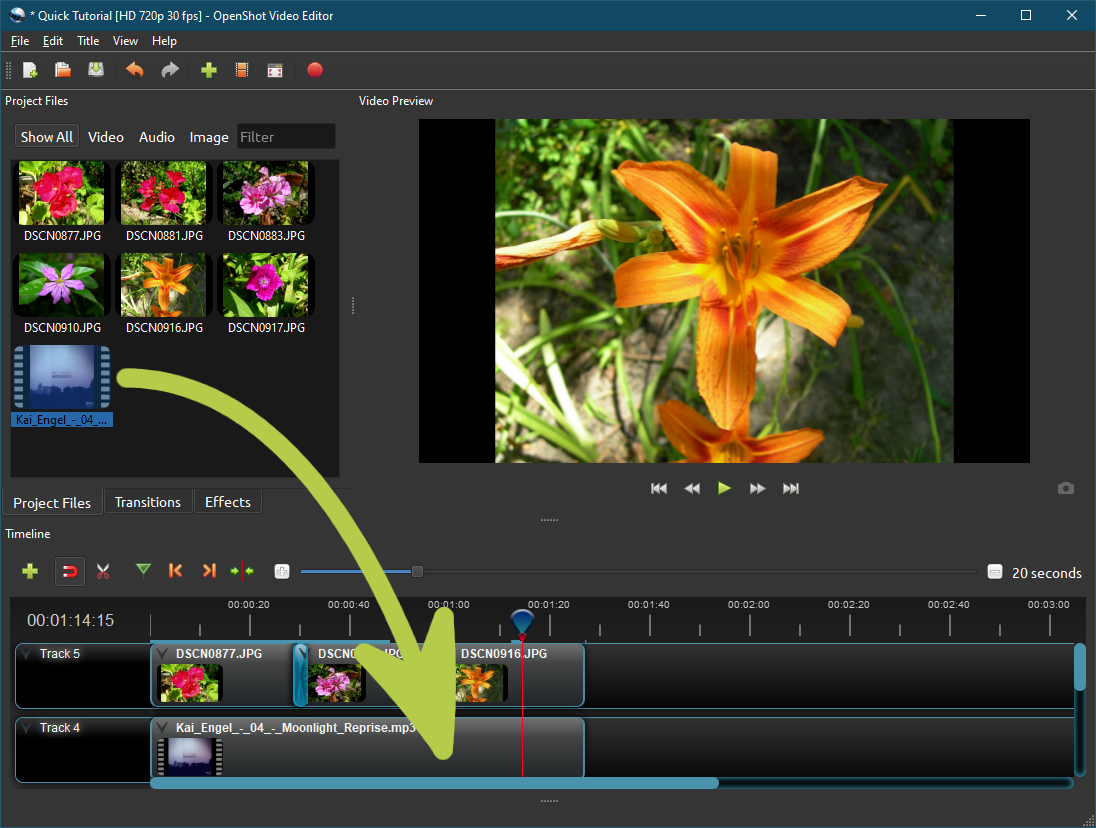 * Quick Tutorial [HD 720p 30 fps] - OpenShot Video Editor
File Edit Title View Help
Project Files
Video Preview
Show All Video Audio Image Filter
DSCN0877.JPG DSCN0881.JPG DSCN0883.JPG
DSCN0910.JPG DSCN0916.JPG DSCN0917.JPG
Kai_Engel_-_04_...
Project Files Transitions Effects
Timeline
20 seconds
00:01:14:15
00:00:20 00:00:40 00:01:00 00:01:20 00:01:40 00:02:00 00:02:20 00:02:40 00:03:00
Track 5 DSCN0877.JPG DSCN0916.JPG
Track 4 Kai_Engel_-_04_-_Moonlight_Reprise.mp3